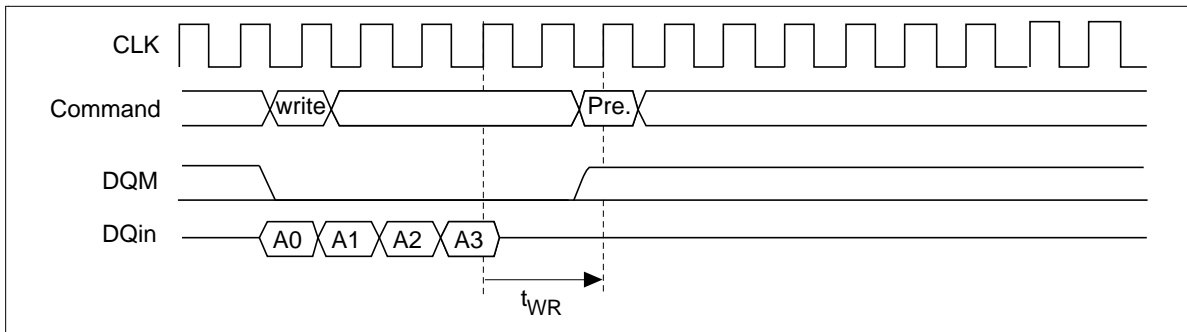 CLK
Command write Pre.
DQM
DQin A0 A1 A2 A3
tWR